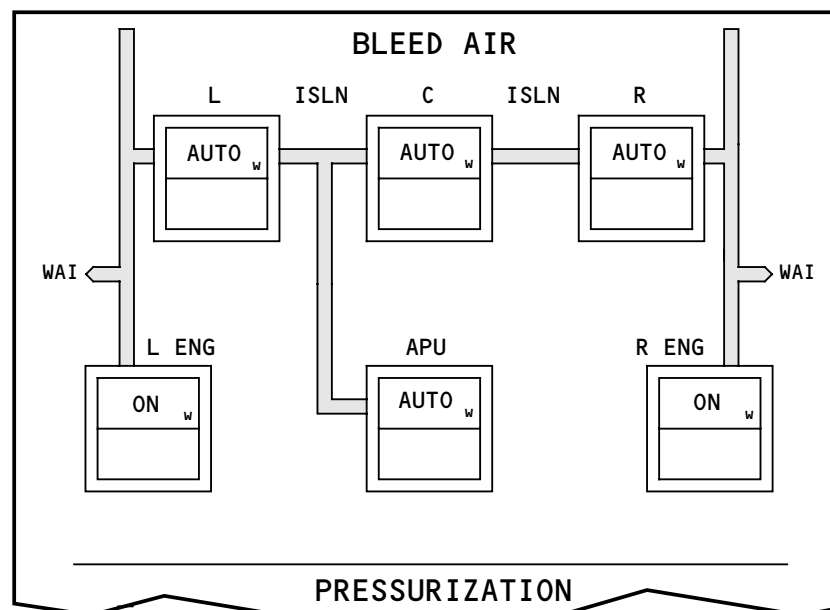 BLEED AIR
L ISLN C ISLN R
AUTO W AUTO W AUTO W
WAI WAI
L ENG APU R ENG
ON W AUTO W ON W
PRESSURIZATION